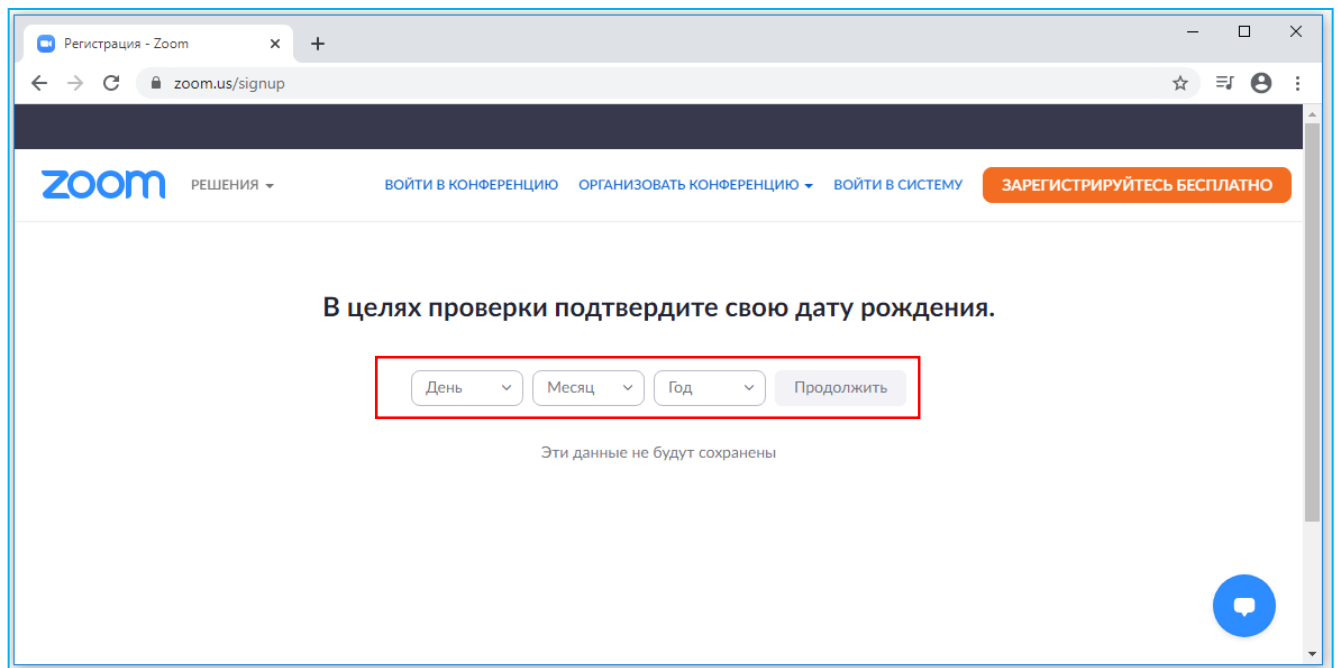 Регистрация - Zoom
zoom.us/signup
zoom РЕШЕНИЯ ВОЙТИ В КОНФЕРЕНЦИЮ ОРГАНИЗОВАТЬ КОНФЕРЕНЦИЮ ВОЙТИ В СИСТЕМУ ЗАРЕГИСТРИРУЙТЕСЬ БЕСПЛАТНО
В целях проверки подтвердите свою дату рождения.
День Месяц Год Продолжить
Эти данные не будут сохранены